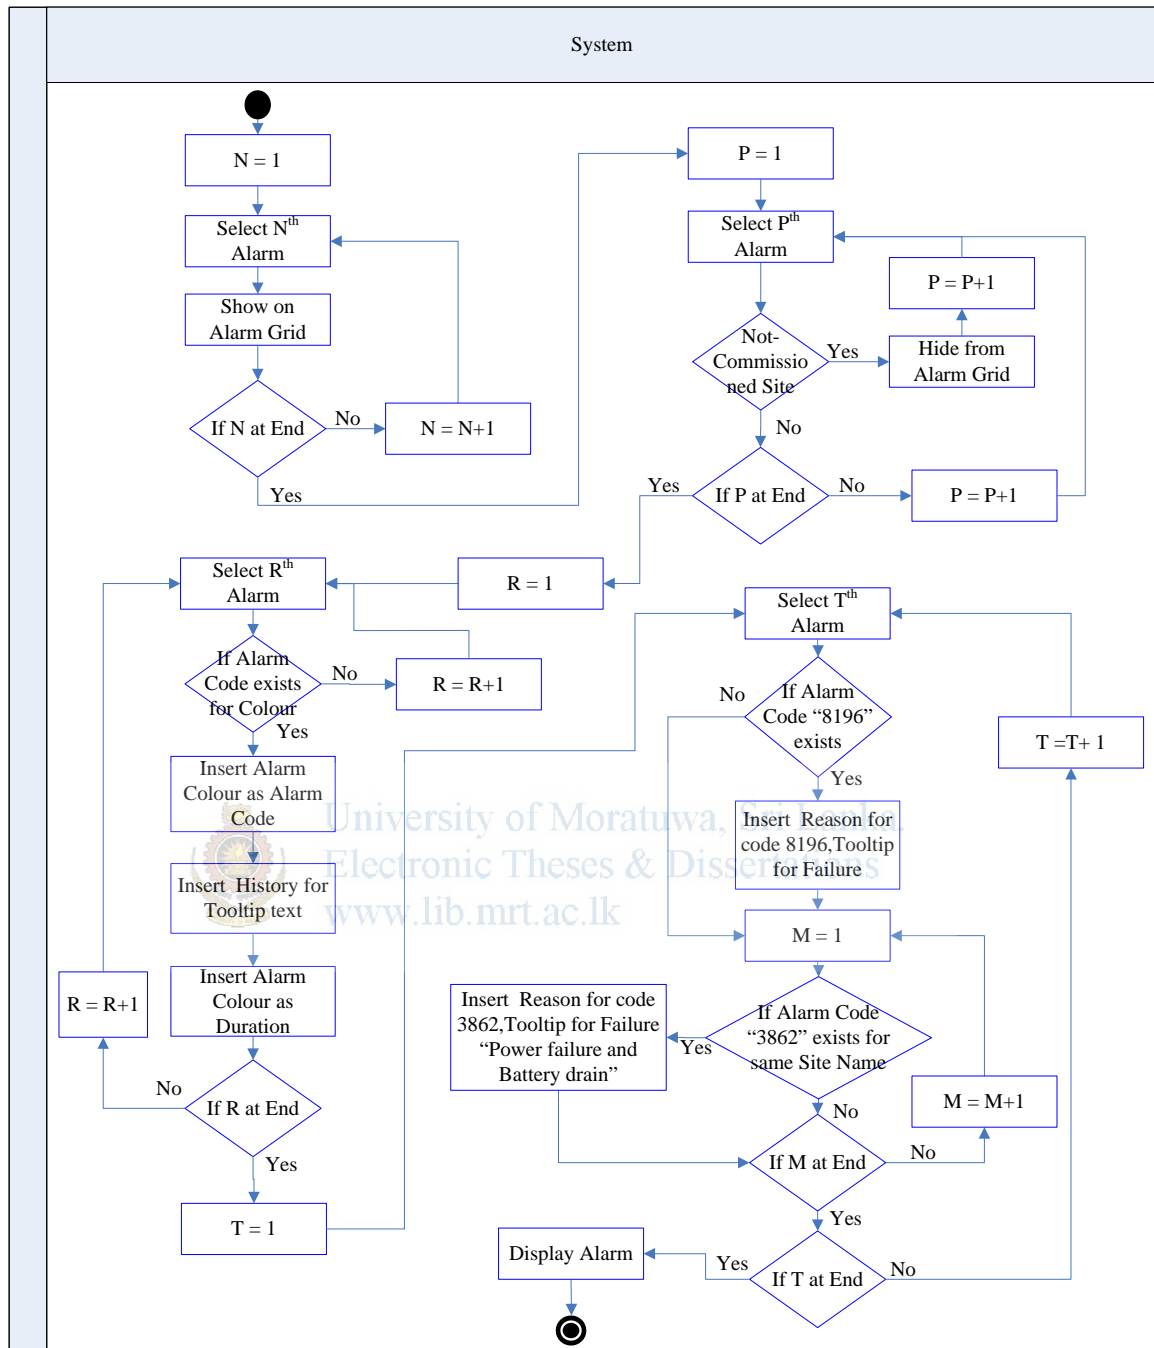 System
N = 1
Select Nth
Alarm
Show on
Alarm Grid
If N at End
No
N = N+1
Yes
P = 1
Select Pth
Alarm
P = P+1
Not-
Commissio
ned Site
Yes
Hide from
Alarm Grid
No
If P at End
Yes
No
P = P+1
R = 1
Select Rth
Alarm
If Alarm
Code exists
for Colour
No
R = R+1
Yes
Insert Alarm
Colour as Alarm
Code
Insert History for
Tooltip text
Insert Alarm
Colour as
Duration
R = R+1
No
If R at End
Yes
T = 1
Select Tth
Alarm
If Alarm
Code “8196”
exists
No
T =T+ 1
Yes
Insert Reason for
code 8196,Tooltip
for Failure
M = 1
If Alarm Code
“3862” exists for
same Site Name
Yes
Insert Reason for code
3862,Tooltip for Failure
“Power failure and
Battery drain”
No
M = M+1
If M at End
No
Yes
If T at End
No
Yes
Display Alarm
University of Moratuwa, Sri Lanka.
Electronic Theses & Dissertations
www.lib.mrt.ac.lk